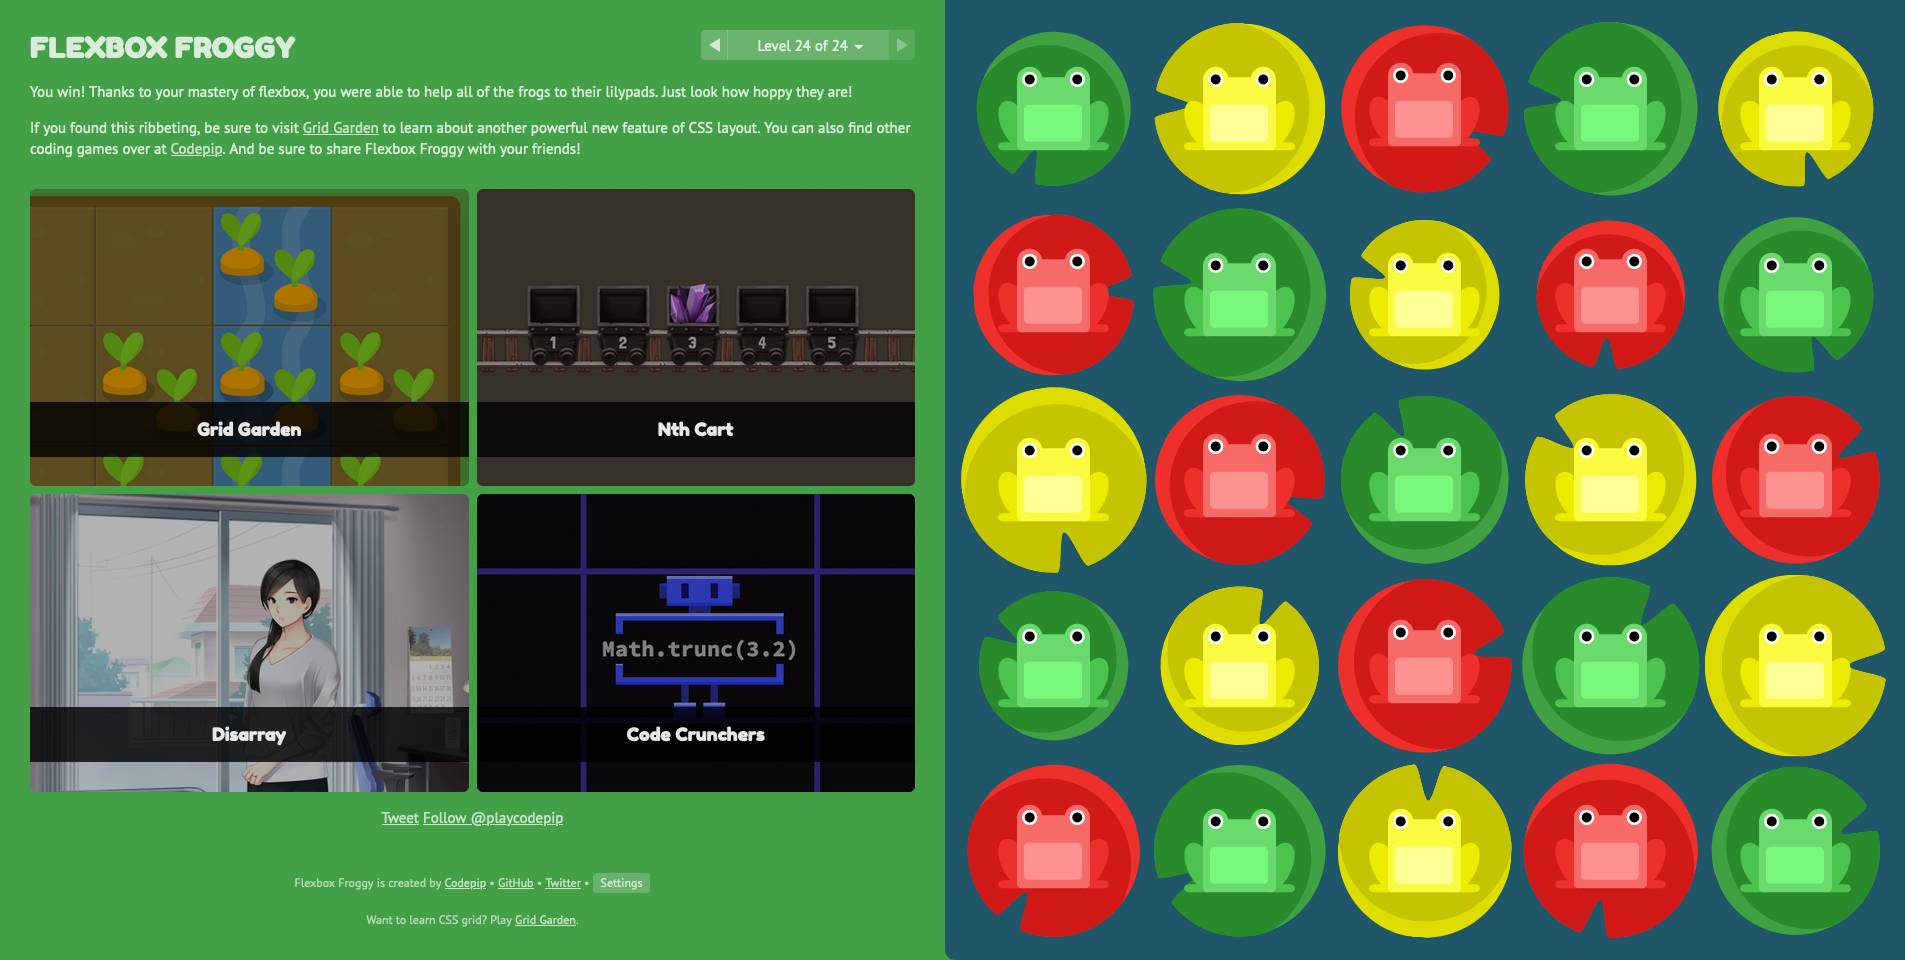 FLEXBOX FROGGY
Level 24 of 24
You win! Thanks to your mastery of flexbox, you were able to help all of the frogs to their lilypads. Just look how hoppy they are!
If you found this ribbeting, be sure to visit Grid Garden to learn about another powerful new feature of CSS layout. You can also find other
coding games over at Codepip. And be sure to share Flexbox Froggy with your friends!
1 2 3 4 5
Grid Garden
Nth Cart
Math.trunc(3.2)
Disarray
Code Crunchers
Tweet Follow @playcodepip
Flexbox Froggy is created by Codepip • GitHub • Twitter • Settings
Want to learn CSS grid? Play Grid Garden.